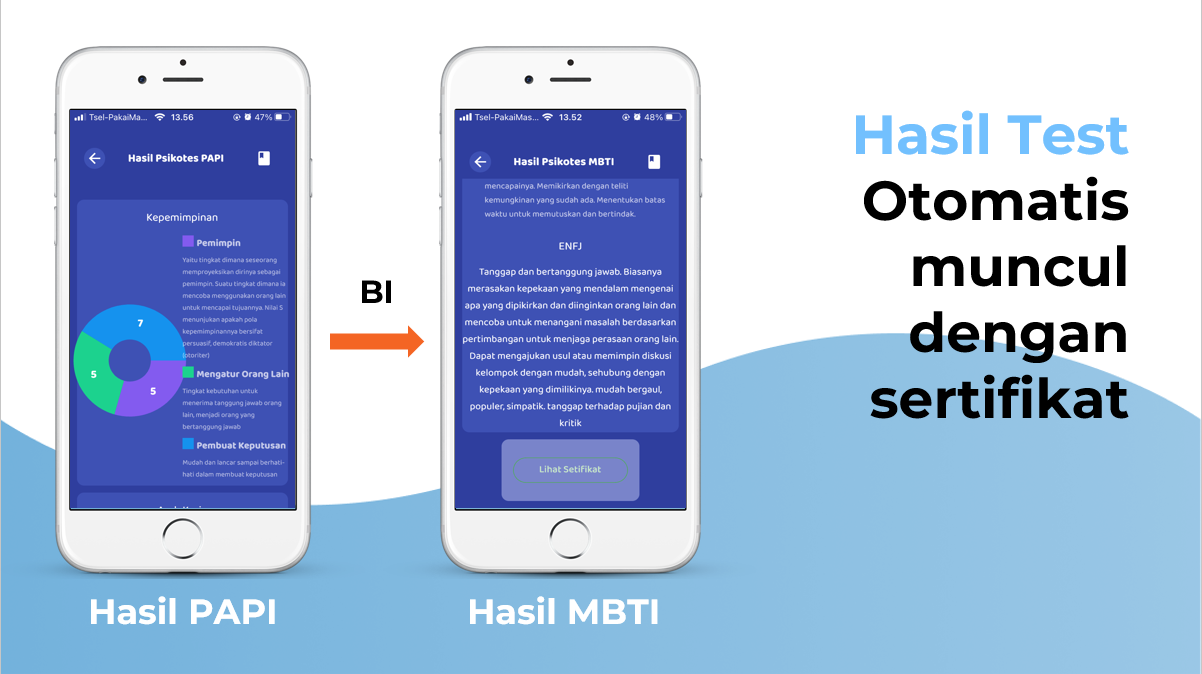 Tsel-PakaiMa... 13.56 47%
Hasil Psikotes PAPI
Kepemimpinan
Pemimpin
Yaitu tingkat dimana seseorang
memproyeksikan dirinya sebagai
pemimpin. Suatu tingkat dimana ia
mencoba menggunakan orang lain
untuk mencapai tujuannya. Nilai 5
menunjukan apakah pola
kepemimpinannya bersifat
persuasif, demokratis diktator
(otoriter)
7
5
5
Mengatur Orang Lain
Tingkat kebutuhan untuk
menerima tanggung jawab orang
lain, menjadi orang yang
bertanggung jawab
Pembuat Keputusan
Mudah dan lancar sampai berhati-
hati dalam membuat keputusan
Hasil PAPI
BI
Tsel-PakaiMas... 13.52 48%
Hasil Psikotes MBTI
mencapainya. Memikirkan dengan teliti
kemungkinan yang sudah ada. Menentukan batas
waktu untuk memutuskan dan bertindak.
ENFJ
Tanggap dan bertanggung jawab. Biasanya
merasakan kepekaan yang mendalam mengenai
apa yang dipikirkan dan diinginkan orang lain dan
mencoba untuk menangani masalah berdasarkan
pertimbangan untuk menjaga perasaan orang lain.
Dapat mengajukan usul atau memimpin diskusi
kelompok dengan mudah, sehubung dengan
kepekaan yang dimilikinya. mudah bergaul,
populer, simpatik. tanggap terhadap pujian dan
kritik
Lihat Setifikat
Hasil MBTI
Hasil Test
Otomatis
muncul
dengan
sertifikat